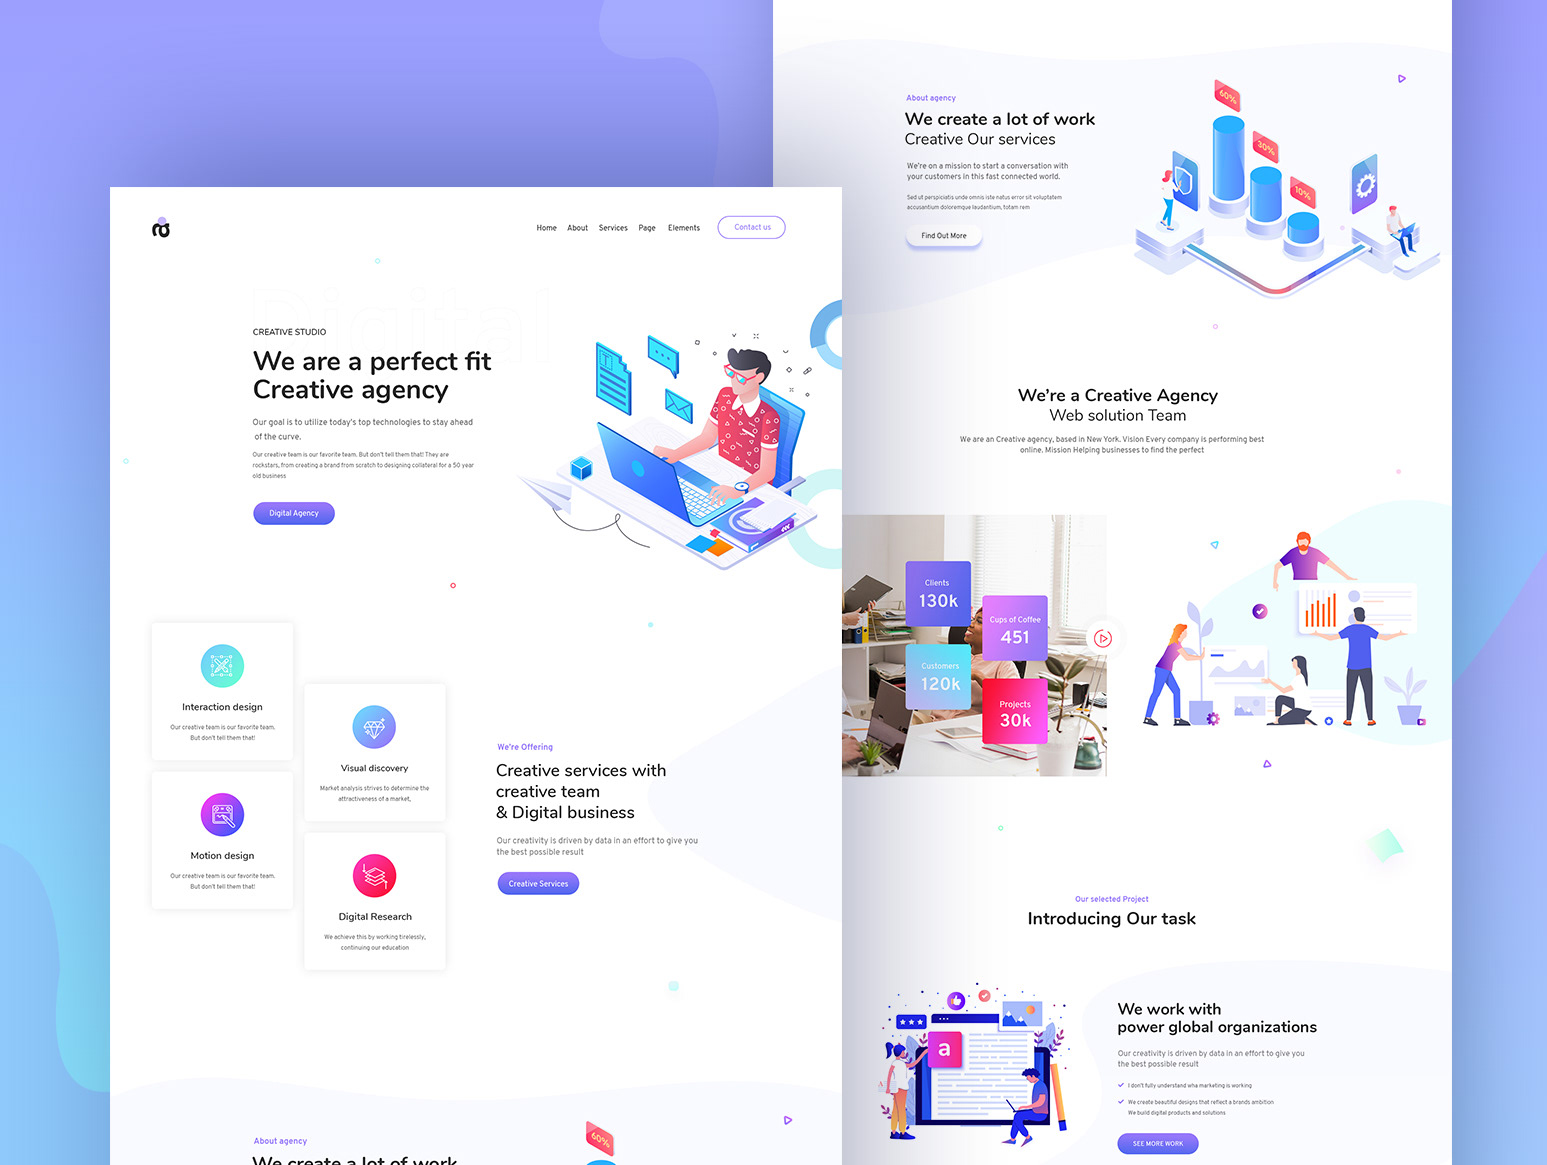 Home About Services Page Elements Contact us
Digital
CREATIVE STUDIO
We are a perfect fit
Creative agency
Our goal is to utilize today's top technologies to stay ahead
of the curve.
Our creative team is our favorite team. But don't tell them that! They are
rockstars, from creating a brand from scratch to designing collateral for a 50 year
old business
Digital Agency
T
Interaction design
Our creative team is our favorite team.
But don't tell them that!
Motion design
Our creative team is our favorite team.
But don't tell them that!
Visual discovery
Market analysis strives to determine the
attractiveness of a market,
Digital Research
We achieve this by working tirelessly,
continuing our education
We're Offering
Creative services with
creative team
& Digital business
Our creativity is driven by data in an effort to give you
the best possible result
Creative Services
About agency
We create a lot of work
60%
About agency
We create a lot of work
Creative Our services
We're on a mission to start a conversation with
your customers in this fast connected world.
Sed ut perspiciatis unde omnis iste natus error sit voluptatem
accusantium doloremque laudantium, totam rem
Find Out More
60%
30%
10%
We're a Creative Agency
Web solution Team
We are an Creative agency, based in New York. Vision Every company is performing best
online. Mission Helping businesses to find the perfect
Clients
130k
Cups of Coffee
451
Customers
120k
Projects
30k
Our selected Project
Introducing Our task
a
We work with
power global organizations
Our creativity is driven by data in an effort to give you
the best possible result
I don't fully understand wha marketing is working
We create beautiful designs that reflect a brands ambition
We build digital products and solutions
SEE MORE WORK